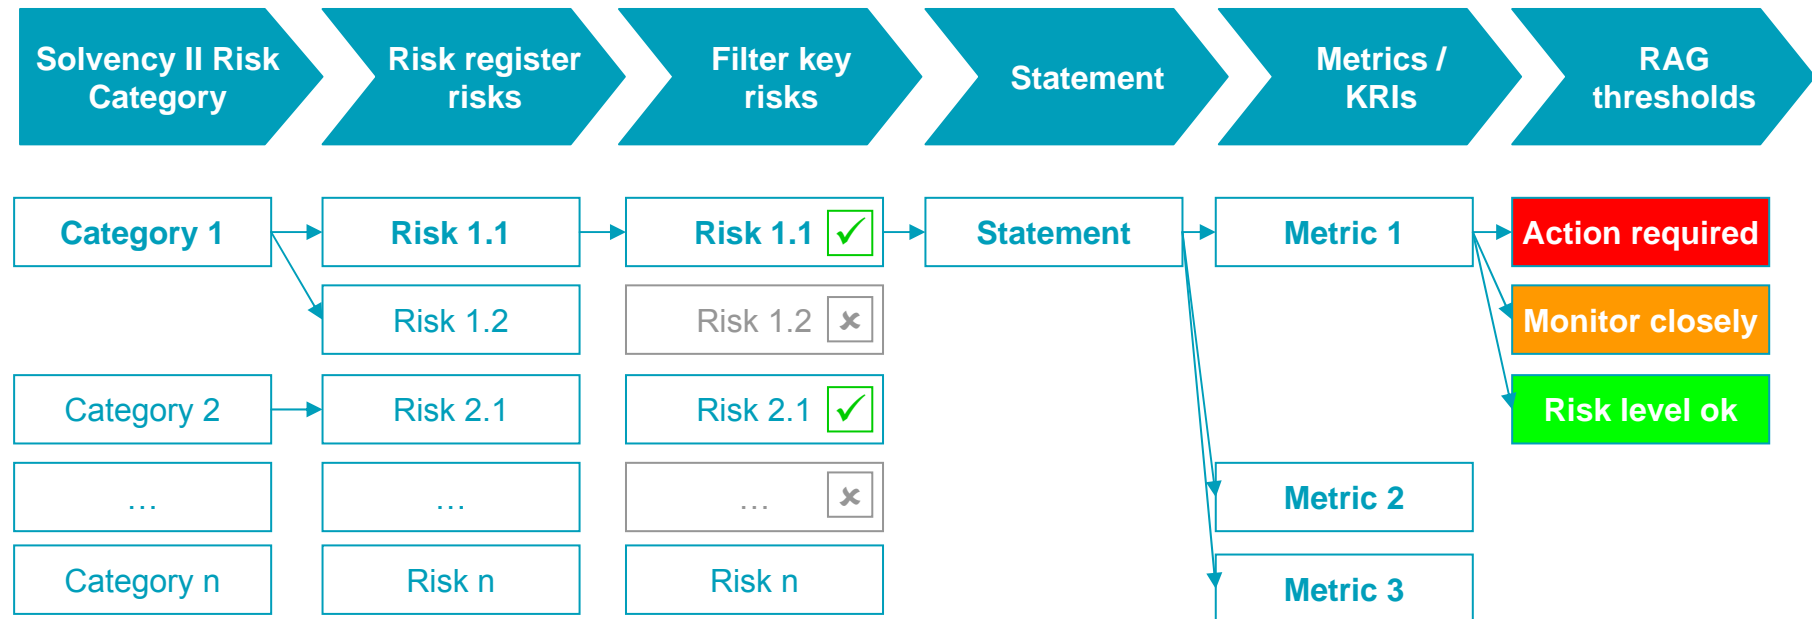 Solvency II Risk
Category
Risk register
risks
Filter key
risks
Statement
Metrics /
KRIs
RAG
thresholds
Category 1
Risk 1.1
Risk 1.1 ✓
Statement
Metric 1
Action required
Risk 1.2
Risk 1.2 ✗
Monitor closely
Category 2
Risk 2.1
Risk 2.1 ✓
Risk level ok
…
…
… ✗
Metric 2
Category n
Risk n
Risk n
Metric 3